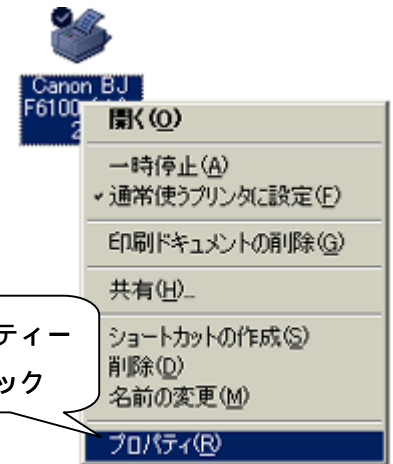 Canon BJ
F6100
2
開く(O)
一時停止(A)
通常使うプリンタに設定(F)
印刷ドキュメントの削除(G)
共有(H)...
ショートカットの作成(S)
削除(D)
名前の変更(M)
プロパティ(R)
ティー
ック